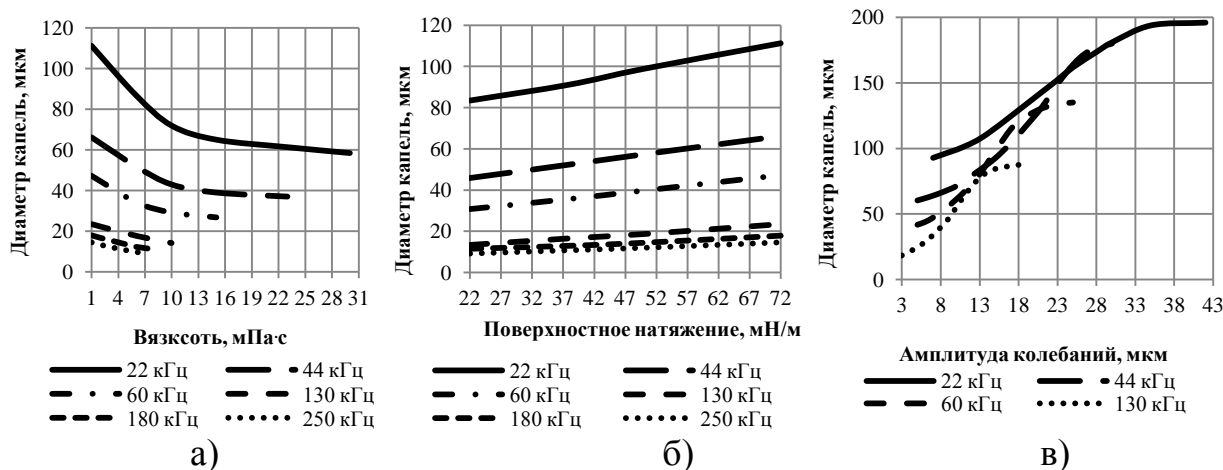 Диаметр капель, мкм
120
100
80
60
40
20
0
1 4 7 10 13 16 19 22 25 28 31
Вязксоть, мПа·с
22 кГц 44 кГц
60 кГц 130 кГц
180 кГц 250 кГц
а)
Диаметр капель, мкм
120
100
80
60
40
20
0
22 27 32 37 42 47 52 57 62 67 72
Поверхностное натяжение, мН/м
22 кГц 44 кГц
60 кГц 130 кГц
180 кГц 250 кГц
б)
Диаметр капель, мкм
200
150
100
50
0
3 8 13 18 23 28 33 38 43
Амплитуда колебаний, мкм
22 кГц 44 кГц
60 кГц 130 кГц
в)